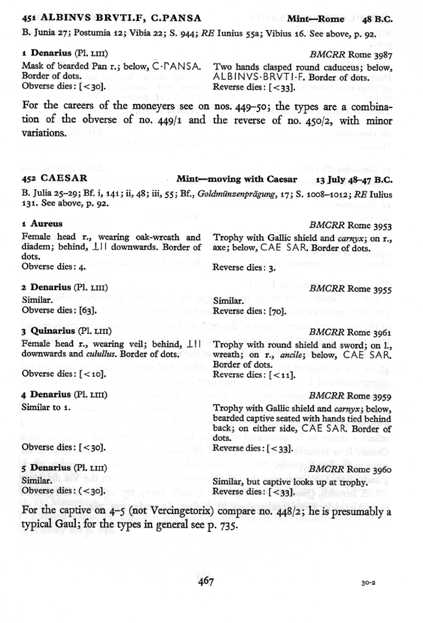 451 ALBINVS BRVTI.F, C.PANSA Mint—Rome 48 B.C.
B. Junia 27; Postumia 12; Vibia 22; S. 944; RE Iunius 55a; Vibius 16. See above, p. 92.
1 Denarius (Pl. LIII) BMCRR Rome 3987
Mask of bearded Pan r.; below, C·PANSA. Two hands clasped round caduceus; below,
Border of dots. ALBINVS·BRVTI·F. Border of dots.
Obverse dies: [<30]. Reverse dies: [<33].
For the careers of the moneyers see on nos. 449–50; the types are a combina-
tion of the obverse of no. 449/1 and the reverse of no. 450/2, with minor
variations.
452 CAESAR Mint—moving with Caesar 13 July 48–47 B.C.
B. Julia 25–29; Bf. i, 141; ii, 48; iii, 55; Bf., Goldmünzenprägung, 17; S. 1008–1012; RE Iulius
131. See above, p. 92.
1 Aureus BMCRR Rome 3953
Female head r., wearing oak-wreath and Trophy with Gallic shield and carnyx; on r.,
diadem; behind, ⊥II downwards. Border of axe; below, CAE SAR. Border of dots.
dots.
Obverse dies: 4. Reverse dies: 3.
2 Denarius (Pl. LIII) BMCRR Rome 3955
Similar. Similar.
Obverse dies: [63]. Reverse dies: [70].
3 Quinarius (Pl. LIII) BMCRR Rome 3961
Female head r., wearing veil; behind, ⊥II Trophy with round shield and sword; on l.,
downwards and culullus. Border of dots. wreath; on r., ancile; below, CAE SAR.
Border of dots.
Obverse dies: [<10]. Reverse dies: [<11].
4 Denarius (Pl. LIII) BMCRR Rome 3959
Similar to 1. Trophy with Gallic shield and carnyx; below,
bearded captive seated with hands tied behind
back; on either side, CAE SAR. Border of
dots.
Obverse dies: [<30]. Reverse dies: [<33].
5 Denarius (Pl. LIII) BMCRR Rome 3960
Similar. Similar, but captive looks up at trophy.
Obverse dies: (<30]. Reverse dies: [<33].
For the captive on 4–5 (not Vercingetorix) compare no. 448/2; he is presumably a
typical Gaul; for the types in general see p. 735.
467 30-2